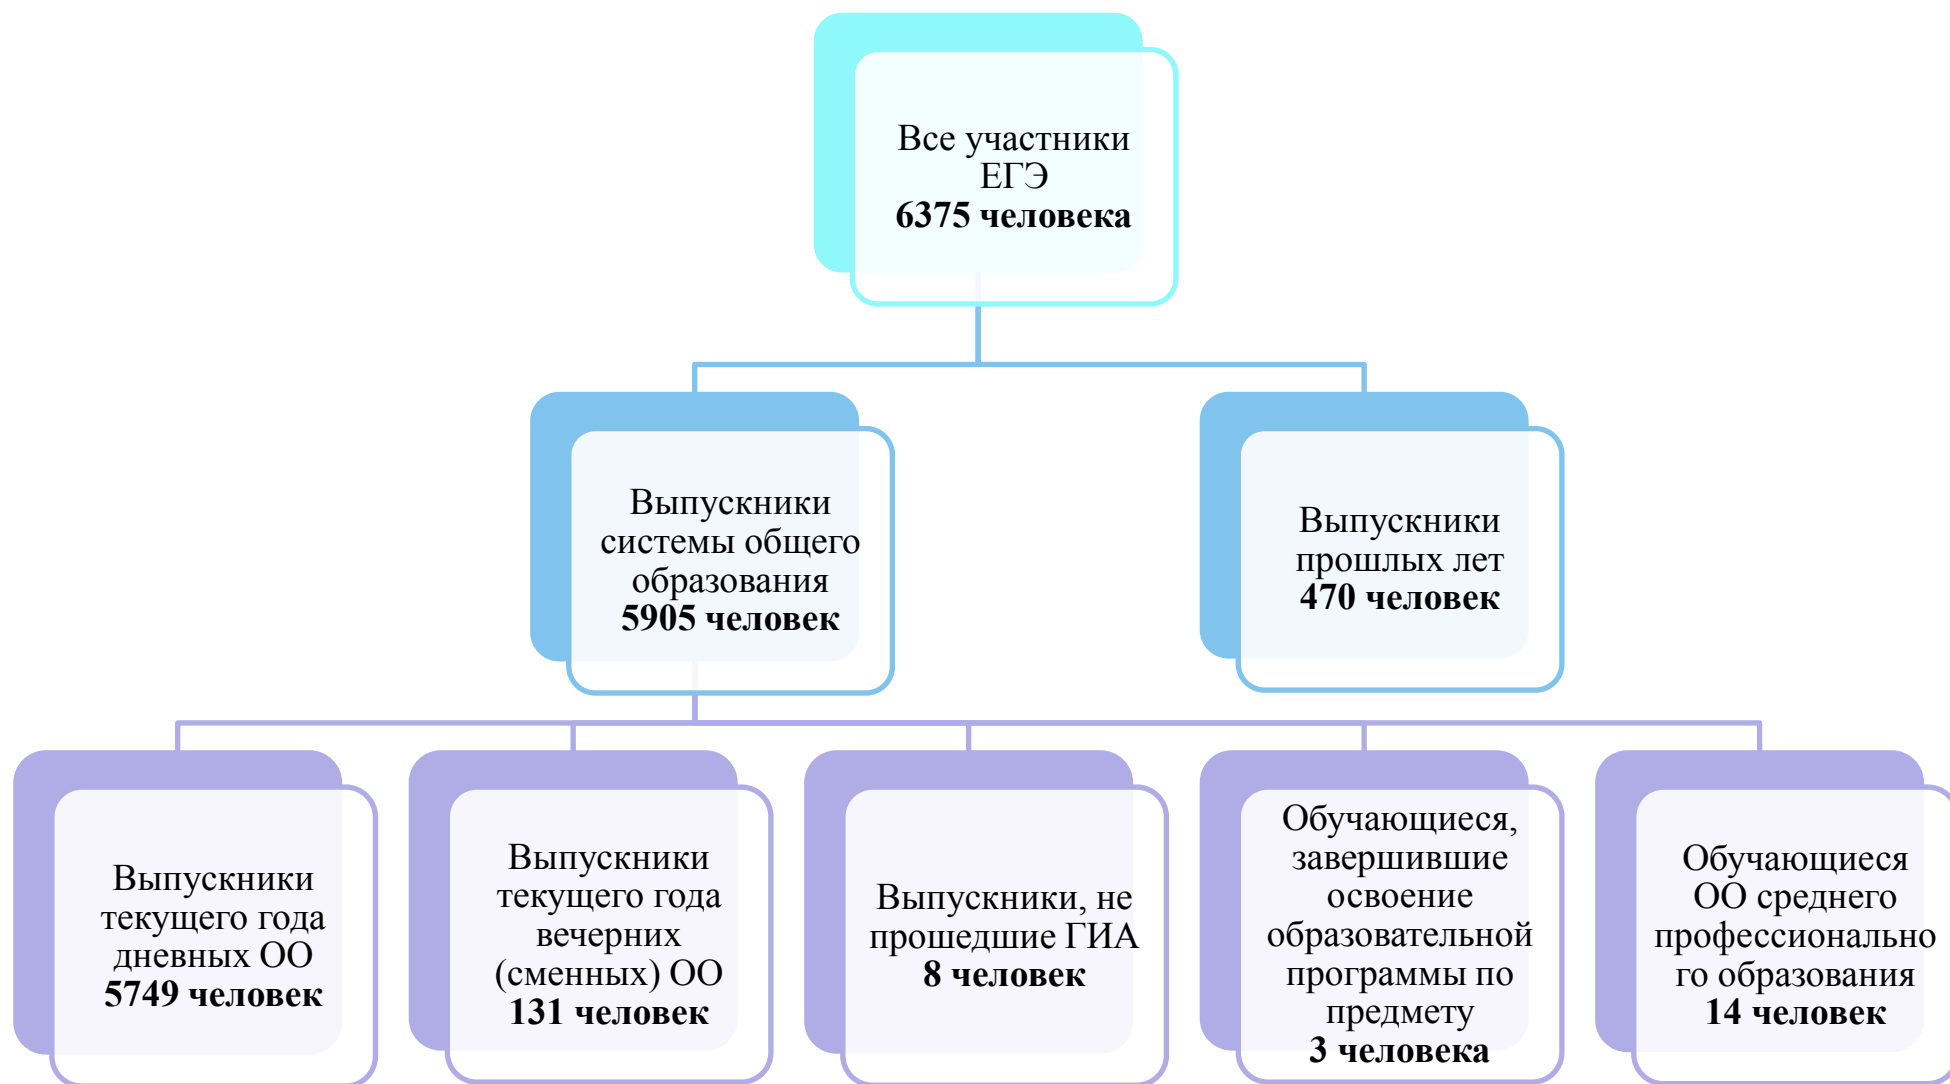 Все участники
ЕГЭ
6375 человека
Выпускники
системы общего
образования
5905 человек
Выпускники
прошлых лет
470 человек
Выпускники
текущего года
дневных ОО
5749 человек
Выпускники
текущего года
вечерних
(сменных) ОО
131 человек
Выпускники, не
прошедшие ГИА
8 человек
Обучающиеся,
завершившие
освоение
образовательной
программы по
предмету
3 человека
Обучающиеся
ОО среднего
профессионально
го образования
14 человек